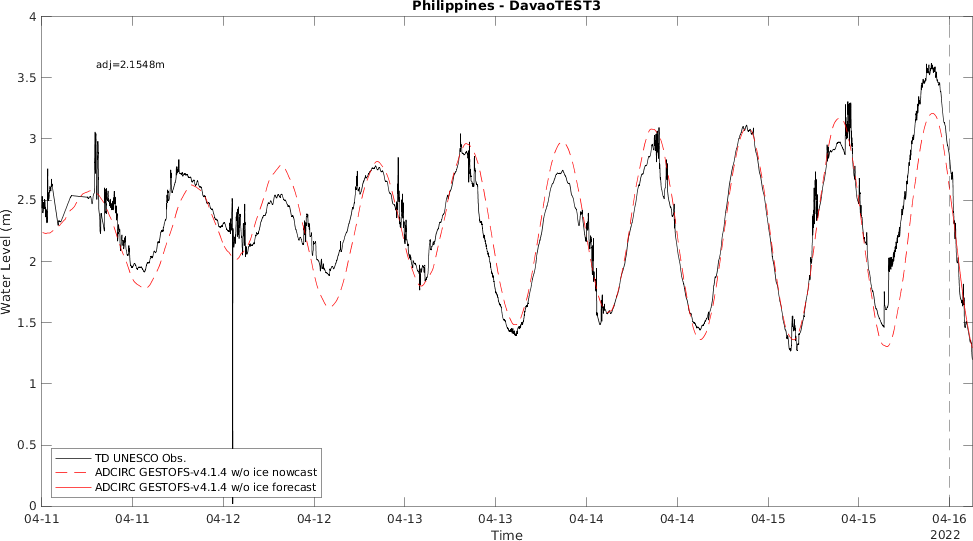 Philippines - DavaoTEST3
4
3.5
3
2.5
2
1.5
1
0.5
0
Water Level (m)
adj=2.1548m
TD UNESCO Obs.
ADCIRC GESTOFS-v4.1.4 w/o ice nowcast
ADCIRC GESTOFS-v4.1.4 w/o ice forecast
04-11 04-11 04-12 04-12 04-13 04-13 04-14 04-14 04-15 04-15 04-16
2022
Time